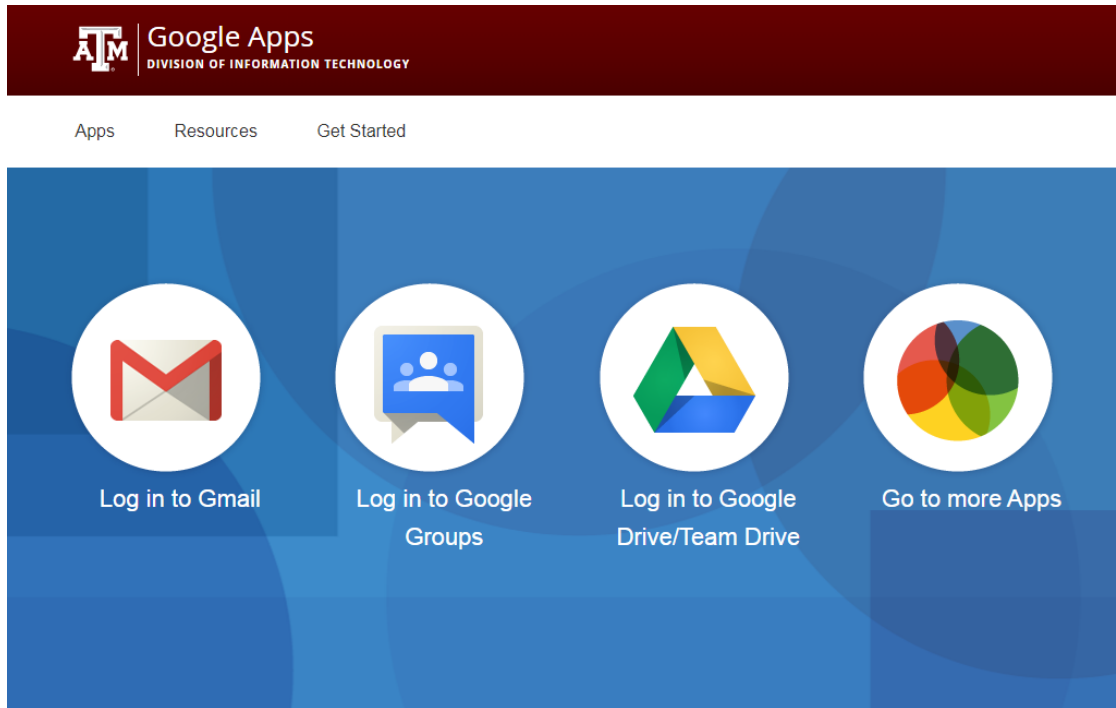 ATM
Google Apps
DIVISION OF INFORMATION TECHNOLOGY
Apps Resources Get Started
Log in to Gmail
Log in to Google
Groups
Log in to Google
Drive/Team Drive
Go to more Apps